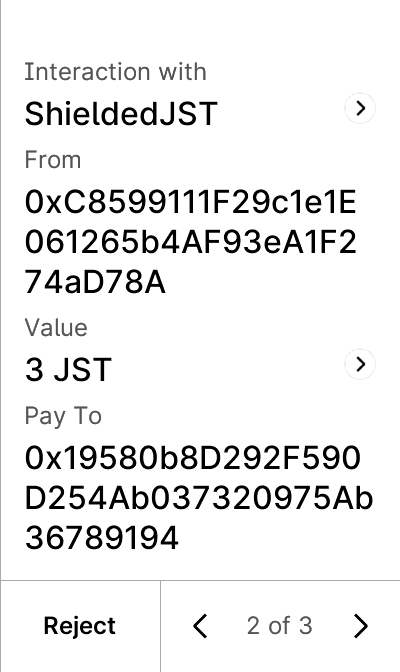 Interaction with
ShieldedJST
From
0xC8599111F29c1e1E
061265b4AF93eA1F2
74aD78A
Value
3 JST
Pay To
0x19580b8D292F590
D254Ab037320975Ab
36789194
Reject
2 of 3